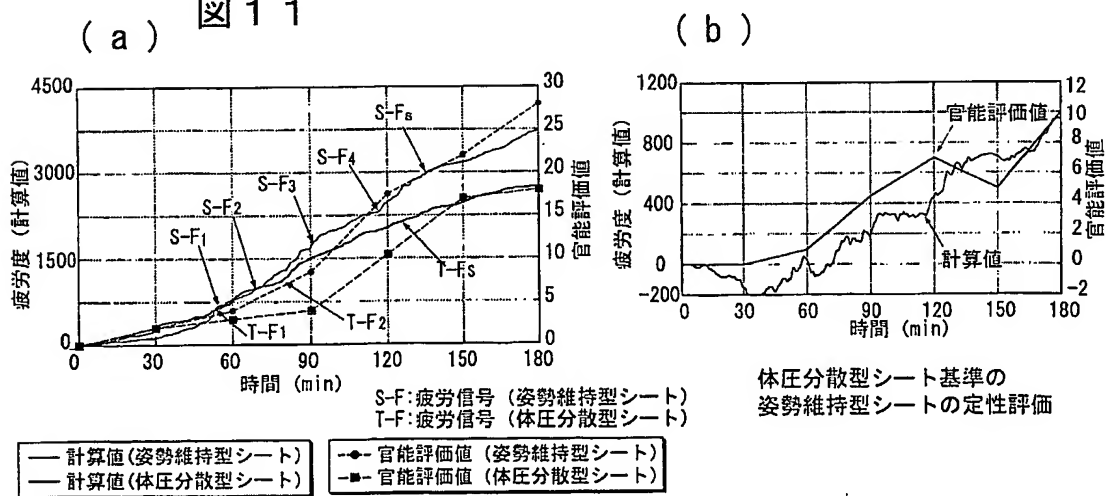 図11
(a)
4500
3000
1500
0
疲労度 (計算値)
30
25
20
15
10
5
0
官能評価値
S-Fs
S-F4
S-F3
S-F2
S-F1
T-F1
T-F2
T-Fs
0 30 60 90 120 150 180
時間 (min)
S-F:疲労信号 (姿勢維持型シート)
T-F:疲労信号 (体圧分散型シート)
計算値(姿勢維持型シート)
計算値(体圧分散型シート)
官能評価値 (姿勢維持型シート)
官能評価値 (体圧分散型シート)
(b)
1200
800
400
0
-200
疲労度 (計算値)
12
10
8
6
4
2
0
-2
官能評価値
官能評価値
計算値
0 30 60 90 120 150 180
時間 (min)
体圧分散型シート基準の
姿勢維持型シートの定性評価